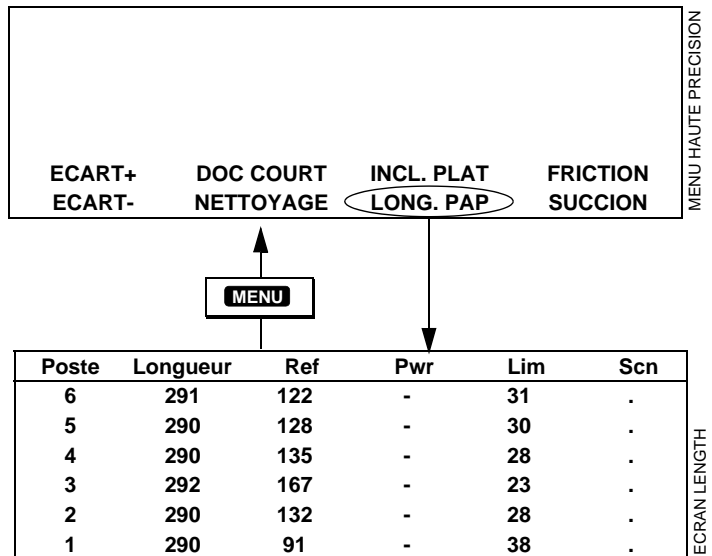 MENU HAUTE PRECISION
ECART+ DOC COURT INCL. PLAT FRICTION
ECART- NETTOYAGE LONG. PAP SUCCION
MENU
Poste Longueur Ref Pwr Lim Scn
6 291 122 - 31 .
5 290 128 - 30 .
4 290 135 - 28 .
3 292 167 - 23 .
2 290 132 - 28 .
1 290 91 - 38 .
ECRAN LENGTH